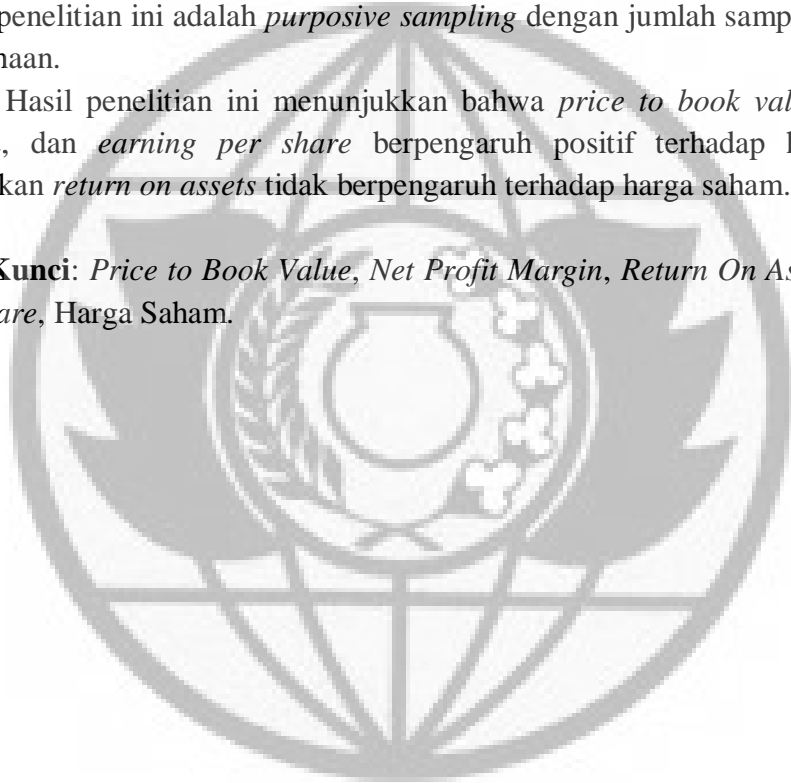 penelitian ini adalah purposive sampling dengan jumlah samp
naan.
Hasil penelitian ini menunjukkan bahwa price to book val
, dan earning per share berpengaruh positif terhadap h
kan return on assets tidak berpengaruh terhadap harga saham.
Kunci: Price to Book Value, Net Profit Margin, Return On As
are, Harga Saham.